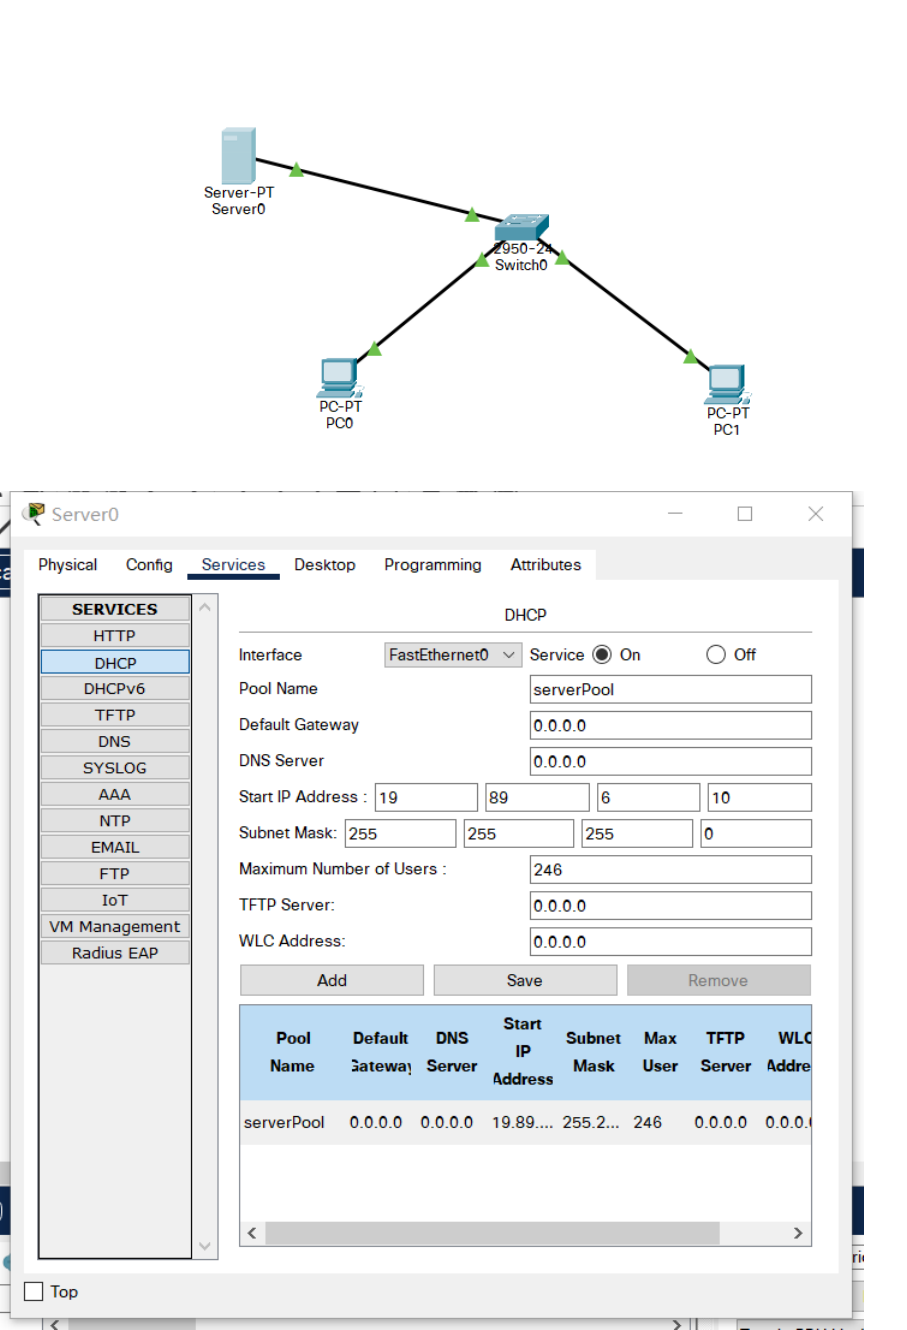 Server-PT
Server0
2950-24
Switch0
PC-PT
PC0
PC-PT
PC1
Server0
Physical Config Services Desktop Programming Attributes
SERVICES
HTTP
DHCP
DHCPv6
TFTP
DNS
SYSLOG
AAA
NTP
EMAIL
FTP
IoT
VM Management
Radius EAP
DHCP
Interface FastEthernet0 Service On Off
Pool Name serverPool
Default Gateway 0.0.0.0
DNS Server 0.0.0.0
Start IP Address : 19 89 6 10
Subnet Mask: 255 255 255 0
Maximum Number of Users : 246
TFTP Server: 0.0.0.0
WLC Address: 0.0.0.0
Add Save Remove
Pool Name Default Gateway DNS Server Start IP Address Subnet Mask Max User TFTP Server WLC Addre
serverPool 0.0.0.0 0.0.0.0 19.89.... 255.2... 246 0.0.0.0 0.0.0.
Top